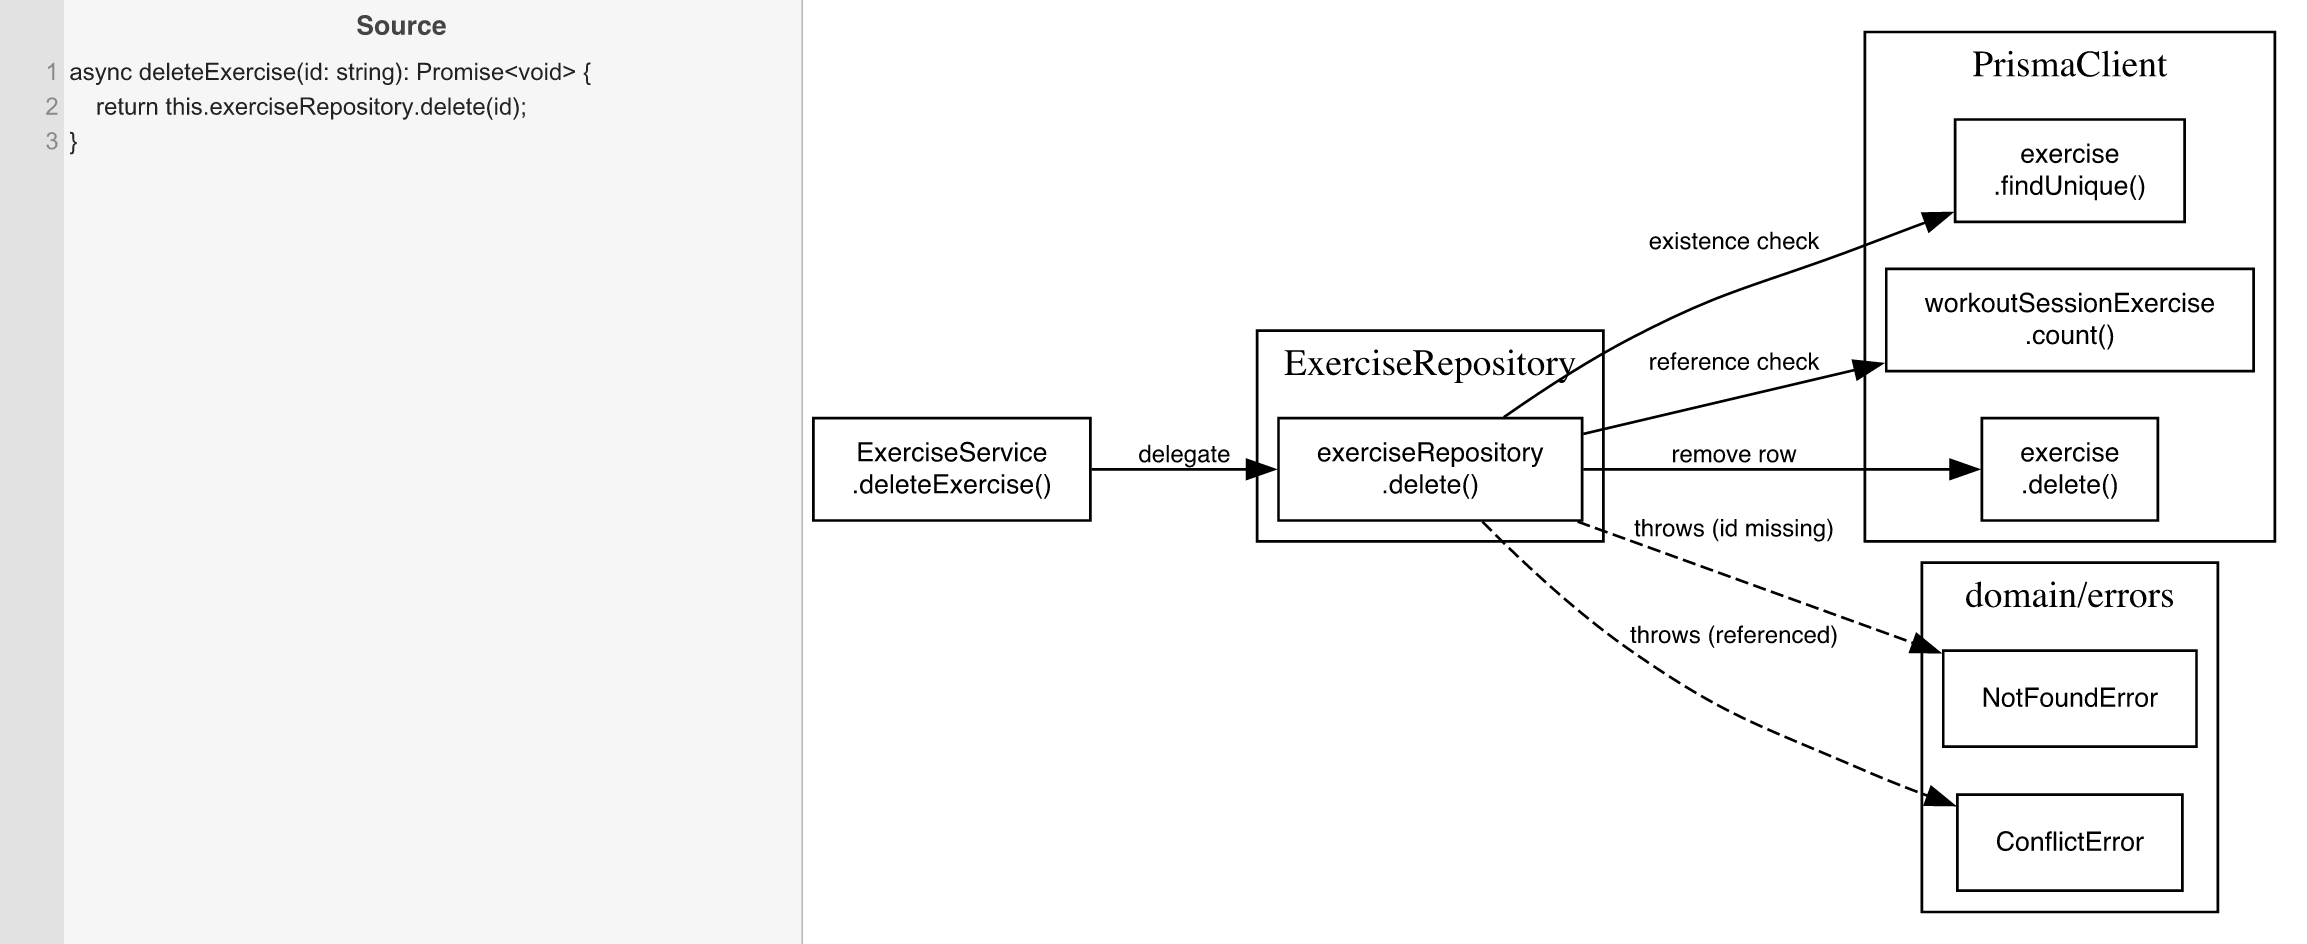 Source
1 async deleteExercise(id: string): Promise<void> {
2 return this.exerciseRepository.delete(id);
3 }
PrismaClient
exercise
.findUnique()
existence check
workoutSessionExercise
.count()
reference check
ExerciseRepository
ExerciseService
.deleteExercise()
delegate
exerciseRepository
.delete()
remove row
exercise
.delete()
throws (id missing)
domain/errors
throws (referenced)
NotFoundError
ConflictError